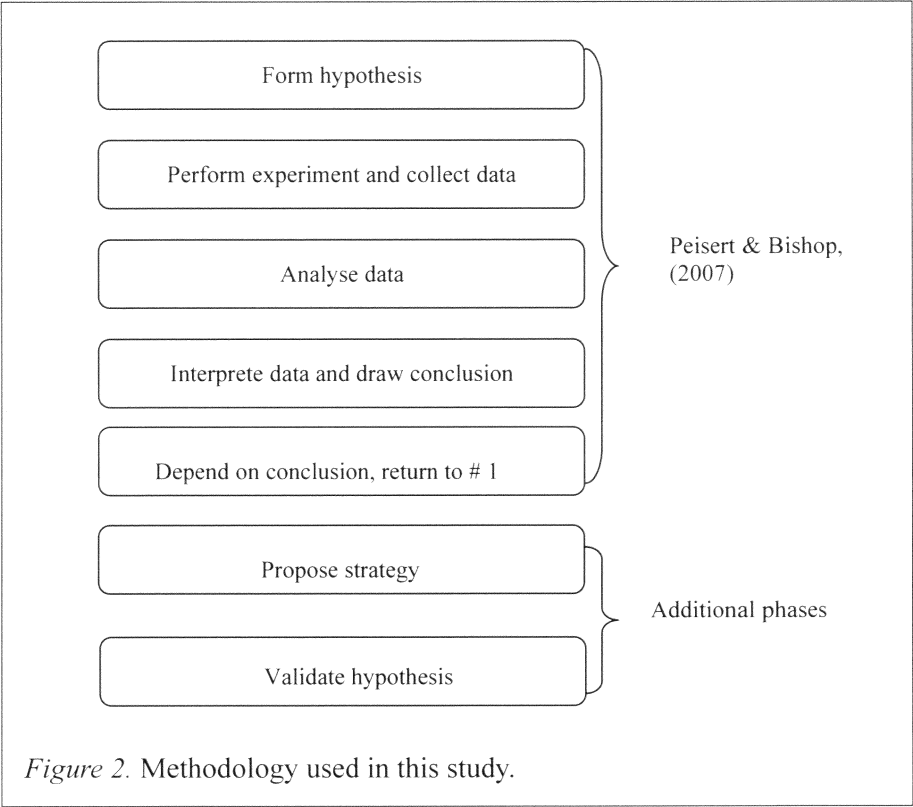 Form hypothesis
Perform experiment and collect data
Analyse data
Interprete data and draw conclusion
Depend on conclusion, return to # 1
Peisert & Bishop,
(2007)
Propose strategy
Validate hypothesis
Additional phases
Figure 2. Methodology used in this study.